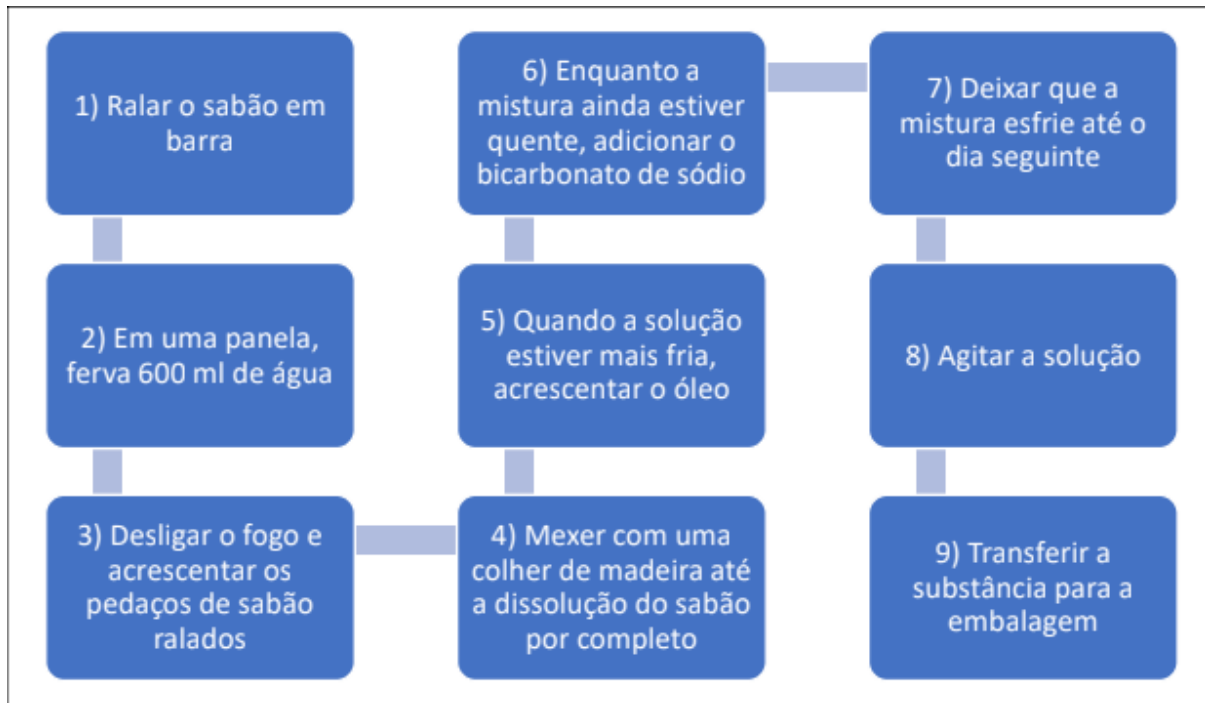 1) Ralar o sabão em
barra
2) Em uma panela,
ferva 600 ml de água
3) Desligar o fogo e
acrescentar os
pedaços de sabão
ralados
4) Mexer com uma
colher de madeira até
a dissolução do sabão
por completo
5) Quando a solução
estiver mais fria,
acrescentar o óleo
6) Enquanto a
mistura ainda estiver
quente, adicionar o
bicarbonato de sódio
7) Deixar que a
mistura esfrie até o
dia seguinte
8) Agitar a solução
9) Transferir a
substância para a
embalagem